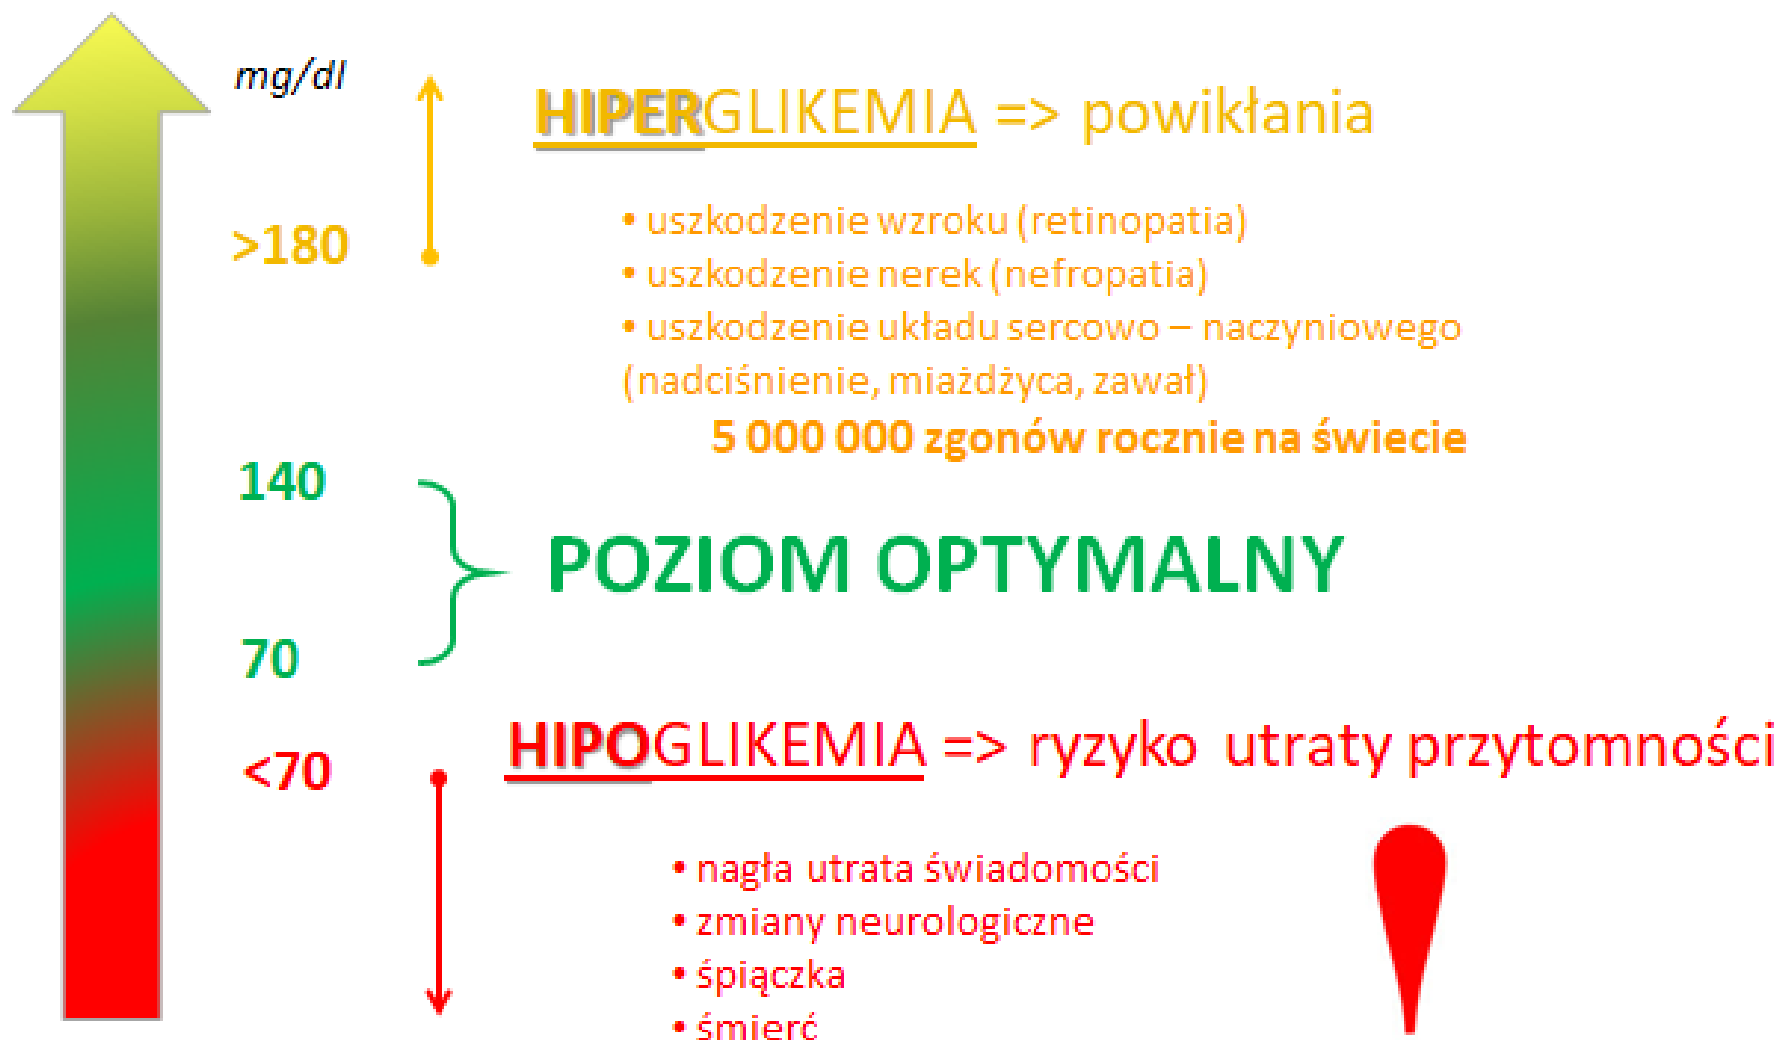 mg/dl
HIPERGLIKEMIA => powikłania
>180
• uszkodzenie wzroku (retinopatia)
• uszkodzenie nerek (nefropatia)
• uszkodzenie układu sercowo – naczyniowego
(nadciśnienie, miażdżyca, zawał)
5 000 000 zgonów rocznie na świecie
140
POZIOM OPTYMALNY
70
<70
HIPOGLIKEMIA => ryzyko utraty przytomności
• nagła utrata świadomości
• zmiany neurologiczne
• śpiączka
• śmierć